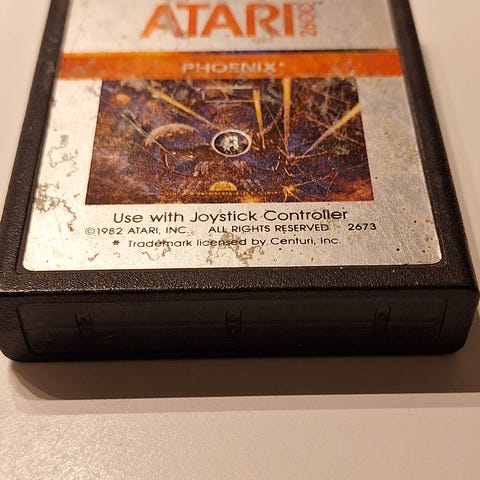 ATARI 2600
PHOENIX*
Use with Joystick Controller
©1982 ATARI, INC. ALL RIGHTS RESERVED 2673
* Trademark licensed by Centuri, Inc.